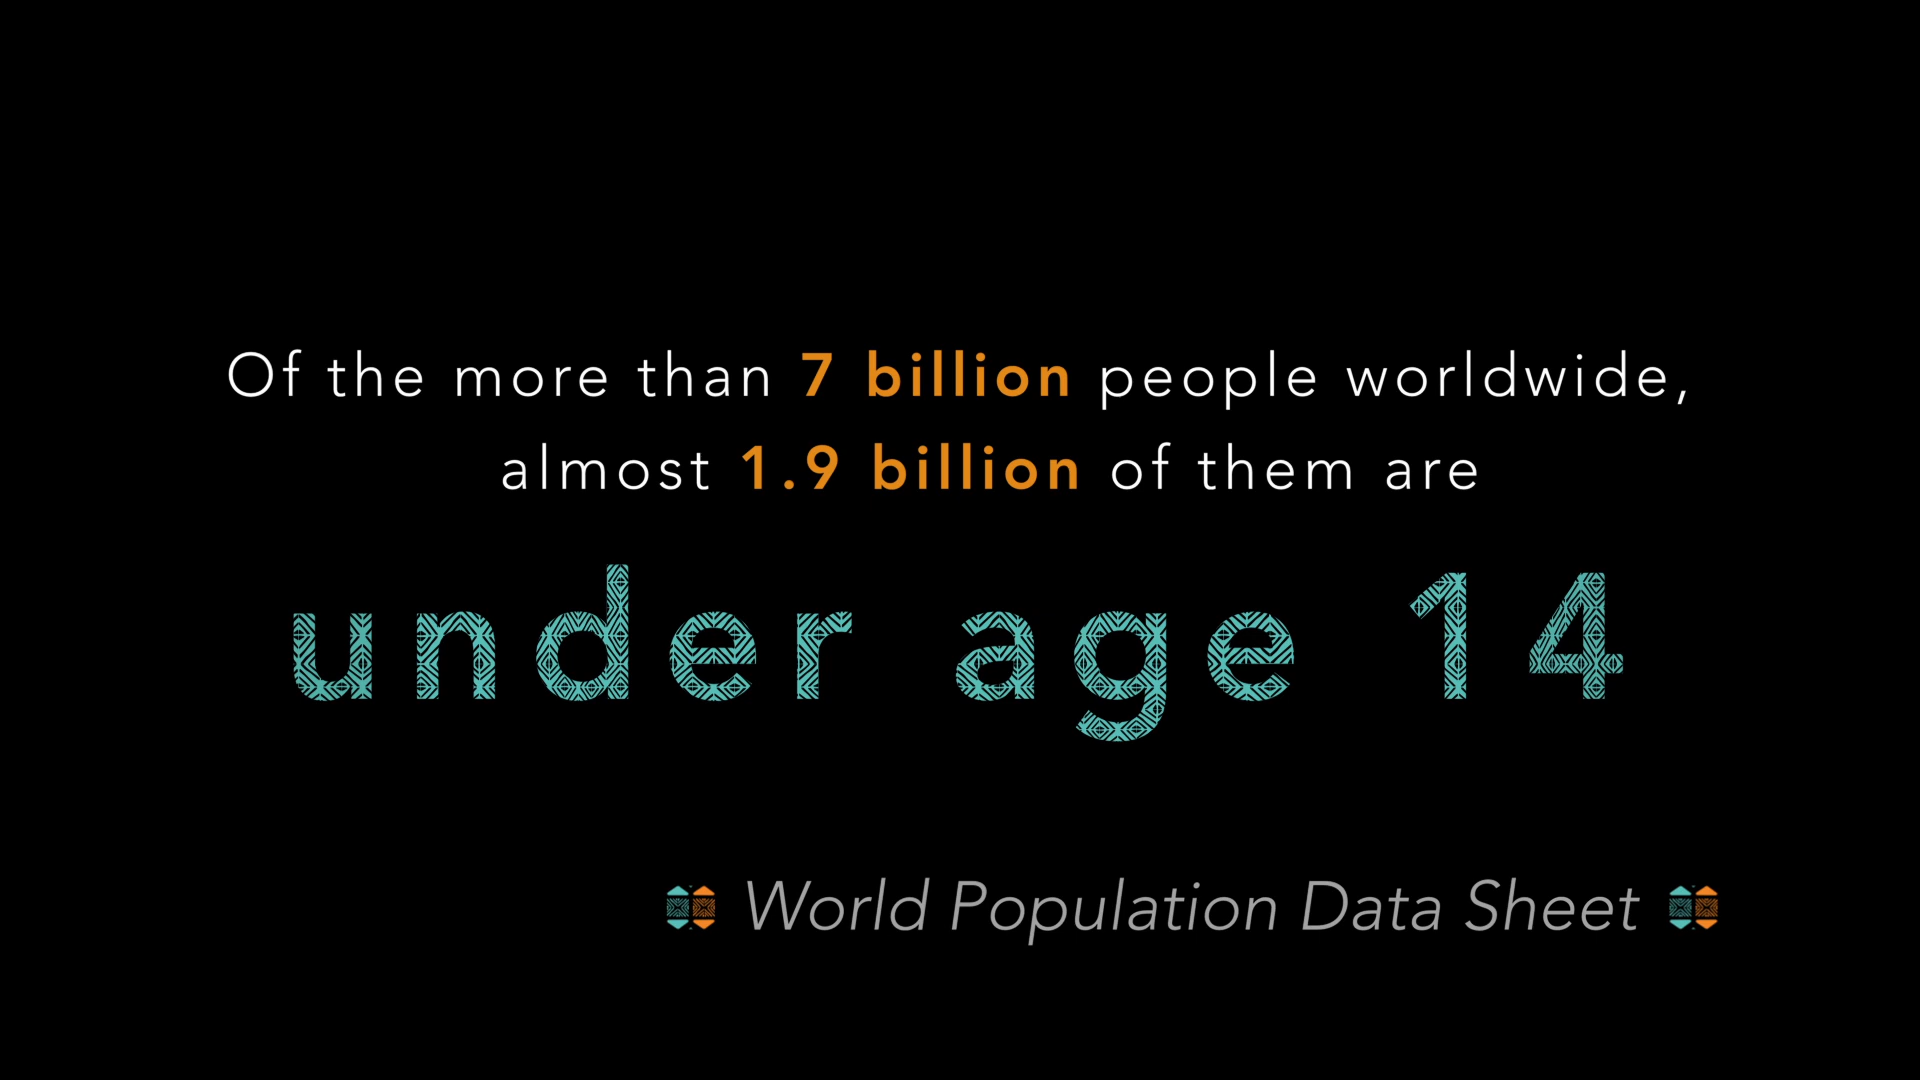 Of the more than 7 billion people worldwide,
almost 1.9 billion of them are
under age 14
World Population Data Sheet